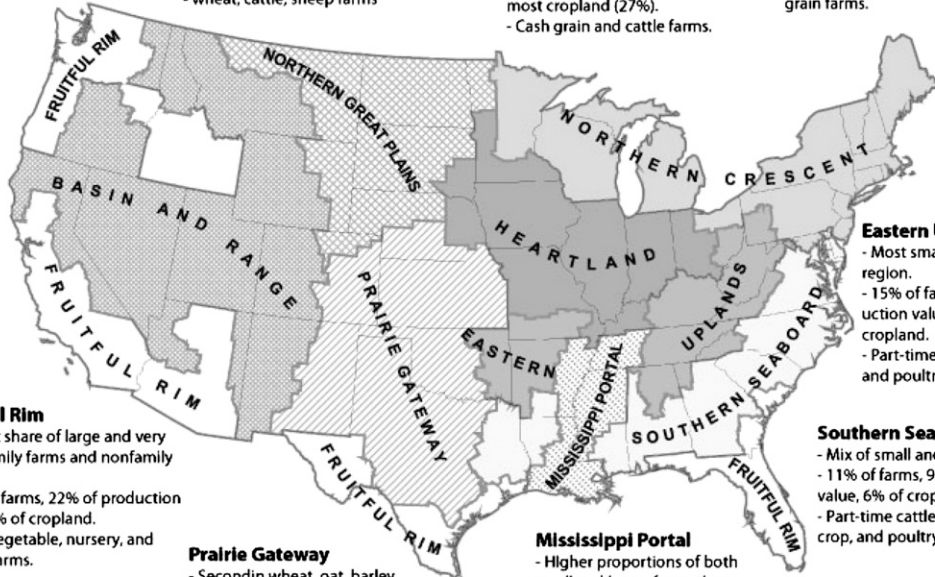 - wheat, cattle, sheep farms
most cropland (27%).
- Cash grain and cattle farms.
grain farms.
FRUITFUL RIM
NORTHERN GREAT PLAINS
NORTHERN CRESCENT
BASIN AND RANGE
HEARTLAND
FRUITFUL RIM
PRAIRIE GATEWAY
EASTERN UPLANDS
MISSISSIPPI PORTAL
SOUTHERN SEABOARD
FRUITFUL RIM
FRUITFUL RIM
Eastern
- Most sma
region.
- 15% of fa
uction valu
cropland.
- Part-time
and poultr
l Rim
t share of large and very
mily farms and nonfamily
farms, 22% of production
% of cropland.
egetable, nursery, and
arms.
Southern Sea
- Mix of small and
- 11% of farms, 9
value, 6% of crop
- Part-time cattle
crop, and poultry
Prairie Gateway
- Secondin wheat, oat, barley
Mississippi Portal
- HIgher proportions of both